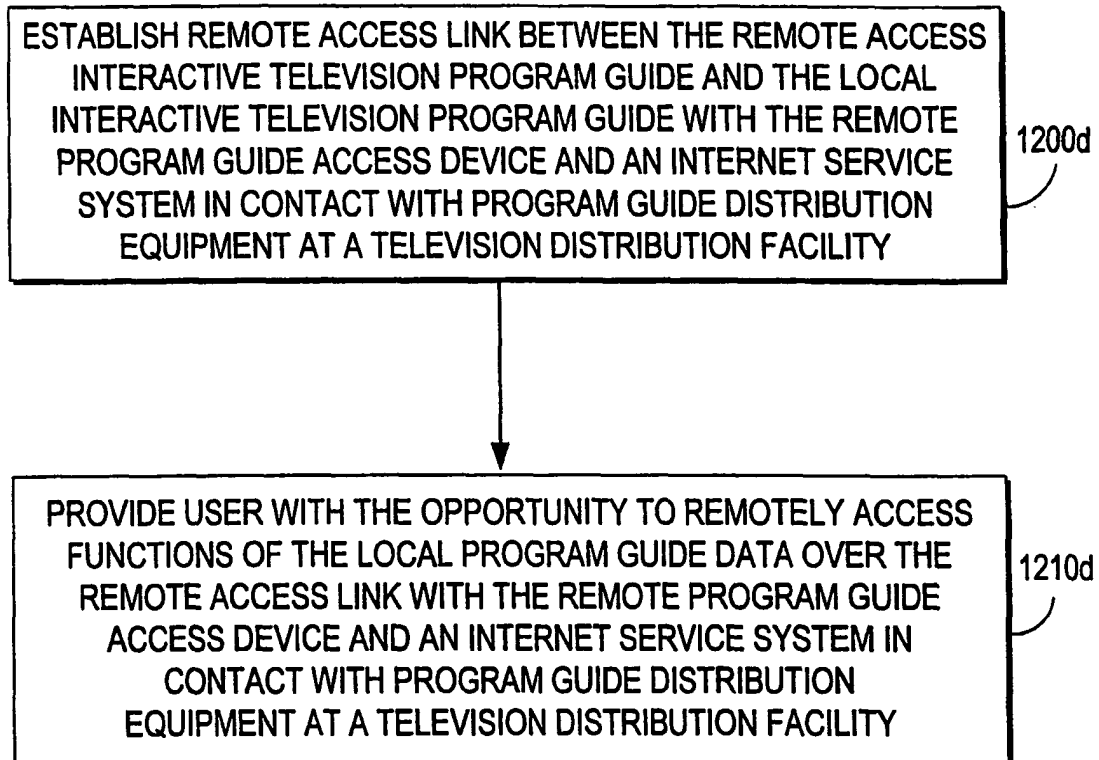 ESTABLISH REMOTE ACCESS LINK BETWEEN THE REMOTE ACCESS
INTERACTIVE TELEVISION PROGRAM GUIDE AND THE LOCAL
INTERACTIVE TELEVISION PROGRAM GUIDE WITH THE REMOTE
PROGRAM GUIDE ACCESS DEVICE AND AN INTERNET SERVICE
SYSTEM IN CONTACT WITH PROGRAM GUIDE DISTRIBUTION
EQUIPMENT AT A TELEVISION DISTRIBUTION FACILITY
1200d
PROVIDE USER WITH THE OPPORTUNITY TO REMOTELY ACCESS
FUNCTIONS OF THE LOCAL PROGRAM GUIDE DATA OVER THE
REMOTE ACCESS LINK WITH THE REMOTE PROGRAM GUIDE
ACCESS DEVICE AND AN INTERNET SERVICE SYSTEM IN
CONTACT WITH PROGRAM GUIDE DISTRIBUTION
EQUIPMENT AT A TELEVISION DISTRIBUTION FACILITY
1210d